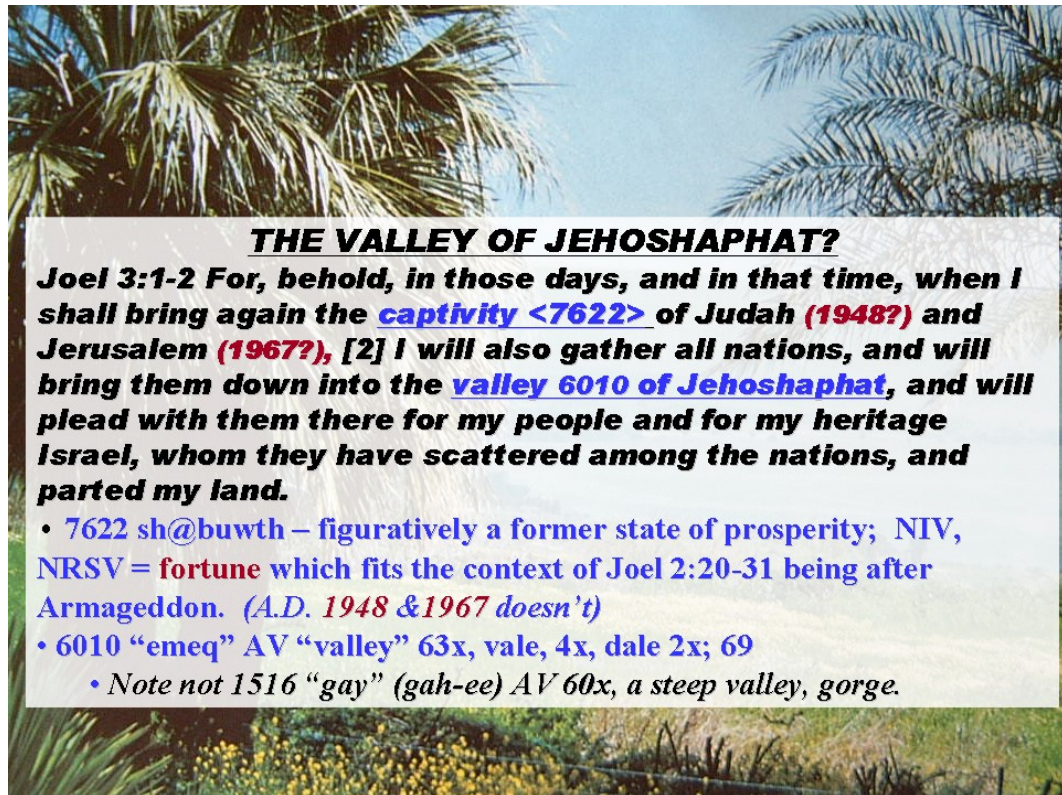 THE VALLEY OF JEHOSHAPHAT?
Joel 3:1-2 For, behold, in those days, and in that time, when I
shall bring again the captivity <7622> of Judah (1948?) and
Jerusalem (1967?), [2] I will also gather all nations, and will
bring them down into the valley 6010 of Jehoshaphat, and will
plead with them there for my people and for my heritage
Israel, whom they have scattered among the nations, and
parted my land.
• 7622 sh@buwth – figuratively a former state of prosperity; NIV,
NRSV = fortune which fits the context of Joel 2:20-31 being after
Armageddon. (A.D. 1948 &1967 doesn't)
• 6010 “emeq” AV “valley” 63x, vale, 4x, dale 2x; 69
• Note not 1516 “gay” (gah-ee) AV 60x, a steep valley, gorge.